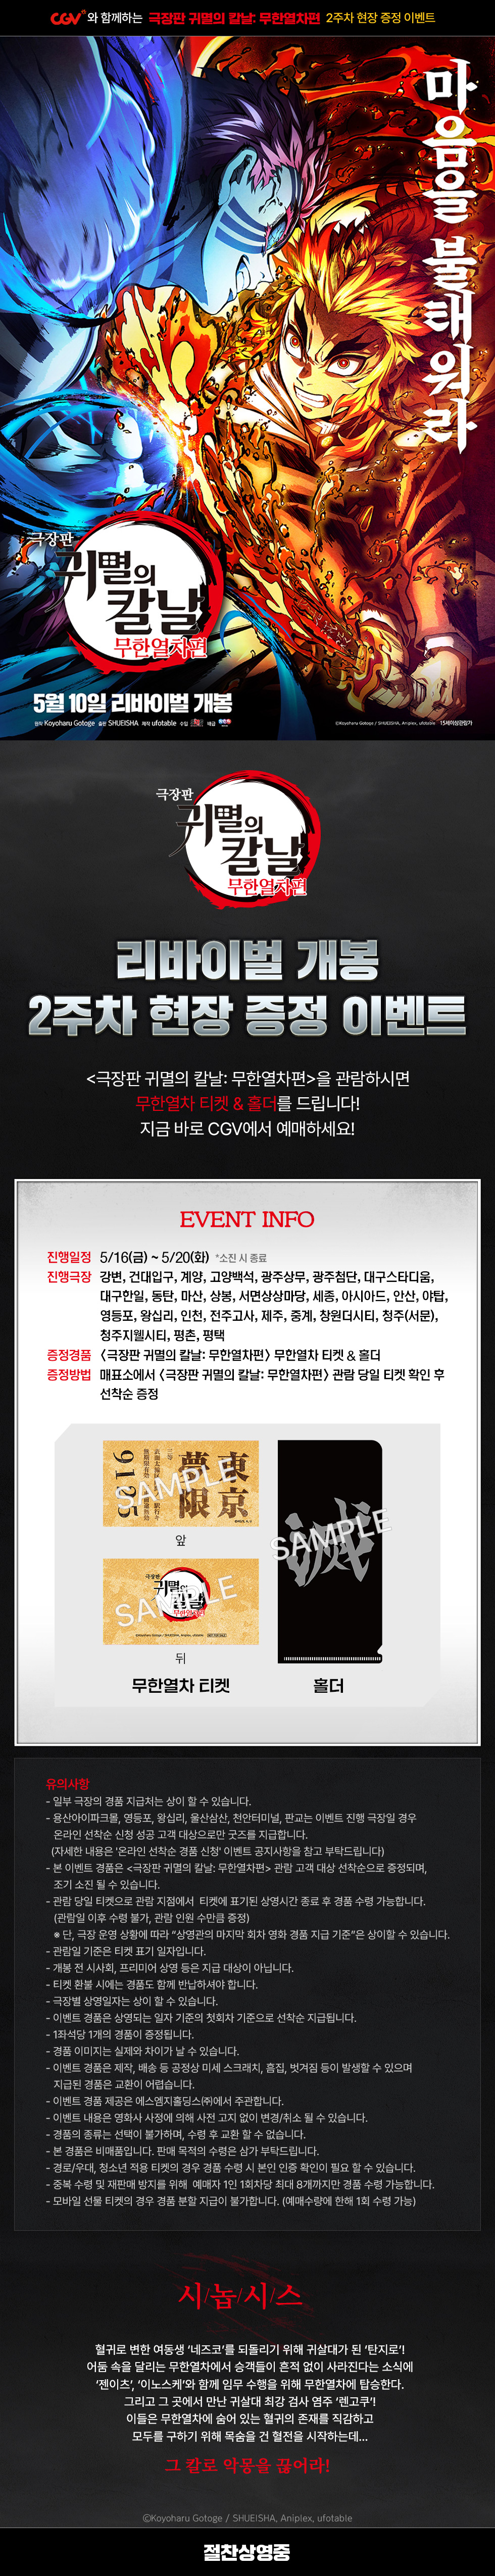 CGV와 함께하는 극장판 귀멸의 칼날: 무한열차편 2주차 현장 증정 이벤트
마음을 불태워라
극장판
귀멸의
칼날
무한열차편
5월 10일 리바이벌 개봉
원작 Koyoharu Gotoge 출판 SHUEISHA 제작 ufotable 수입 배급
©Koyoharu Gotoge / SHUEISHA, Aniplex, ufotable 15세이상관람가
극장판
귀멸의
칼날
무한열차편
리바이벌 개봉
2주차 현장 증정 이벤트
<극장판 귀멸의 칼날: 무한열차편>을 관람하시면
무한열차 티켓 & 홀더를 드립니다!
지금 바로 CGV에서 예매하세요!
EVENT INFO
진행일정 5/16(금) ~ 5/20(화) *소진 시 종료
진행극장 강변, 건대입구, 계양, 고양백석, 광주상무, 광주첨단, 대구스타디움,
대구한일, 동탄, 마산, 상봉, 서면삼정타워, 세종, 아시아드, 안산, 야탑,
영등포, 왕십리, 인천, 전주고사, 제주, 중계, 창원더시티, 청주(서문),
청주지웰시티, 평촌, 평택
증정경품 <극장판 귀멸의 칼날: 무한열차편> 무한열차 티켓 & 홀더
증정방법 매표소에서 <극장판 귀멸의 칼날: 무한열차편> 관람 당일 티켓 확인 후
선착순 증정
東京
夢限
二等
9125
SAMPLE
앞
극장판
귀멸의
칼날
무한열차편
SAMPLE
뒤
滅
SAMPLE
무한열차 티켓
홀더
유의사항
- 일부 극장의 경품 지급처는 상이 할 수 있습니다.
- 용산아이파크몰, 영등포, 왕십리, 울산삼산, 천안터미널, 판교는 이벤트 진행 극장일 경우
온라인 선착순 신청 성공 고객 대상으로만 굿즈를 지급합니다.
(자세한 내용은 '온라인 선착순 경품 신청' 이벤트 공지사항을 참고 부탁드립니다)
- 본 이벤트 경품은 <극장판 귀멸의 칼날: 무한열차편> 관람 고객 대상 선착순으로 증정되며,
조기 소진 될 수 있습니다.
- 관람 당일 티켓으로 관람 지점에서 티켓에 표기된 상영시간 종료 후 경품 수령 가능합니다.
(관람일 이후 수령 불가, 관람 인원 수만큼 증정)
※ 단, 극장 운영 상황에 따라 "상영관의 마지막 회차 영화 경품 지급 기준"은 상이할 수 있습니다.
- 관람일 기준은 티켓 표기 일자입니다.
- 개봉 전 시사회, 프리미어 상영 등은 지급 대상이 아닙니다.
- 티켓 환불 시에는 경품도 함께 반납하셔야 합니다.
- 극장별 상영일자는 상이 할 수 있습니다.
- 이벤트 경품은 상영되는 일자 기준의 첫회차 기준으로 선착순 지급됩니다.
- 1좌석당 1개의 경품이 증정됩니다.
- 경품 이미지는 실제와 차이가 날 수 있습니다.
- 이벤트 경품은 제작, 배송 등 공정상 미세 스크래치, 흠집, 벗겨짐 등이 발생할 수 있으며
지급된 경품은 교환이 어렵습니다.
- 이벤트 경품 제공은 에스엠지홀딩스㈜에서 주관합니다.
- 이벤트 내용은 영화사 사정에 의해 사전 고지 없이 변경/취소 될 수 있습니다.
- 경품의 종류는 선택이 불가하며, 수령 후 교환 할 수 없습니다.
- 본 경품은 비매품입니다. 판매 목적의 수령은 삼가 부탁드립니다.
- 경로/우대, 청소년 적용 티켓의 경우 경품 수령 시 본인 인증 확인이 필요 할 수 있습니다.
- 중복 수령 및 재판매 방지를 위해 예매자 1인 1회차당 최대 8개까지만 경품 수령 가능합니다.
- 모바일 선물 티켓의 경우 경품 분할 지급이 불가합니다. (예매수량에 한해 1회 수령 가능)
시/놉/시/스
혈귀로 변한 여동생 '네즈코'를 되돌리기 위해 귀살대가 된 '탄지로'!
어둠 속을 달리는 무한열차에서 승객들이 흔적 없이 사라진다는 소식에
'젠이츠', '이노스케'와 함께 임무 수행을 위해 무한열차에 탑승한다.
그리고 그 곳에서 만난 귀살대 최강 검사 염주 '렌고쿠'!
이들은 무한열차에 숨어 있는 혈귀의 존재를 직감하고
모두를 구하기 위해 목숨을 건 혈전을 시작하는데...
그 칼로 악몽을 끊어라!
©Koyoharu Gotoge / SHUEISHA, Aniplex, ufotable
절찬상영중